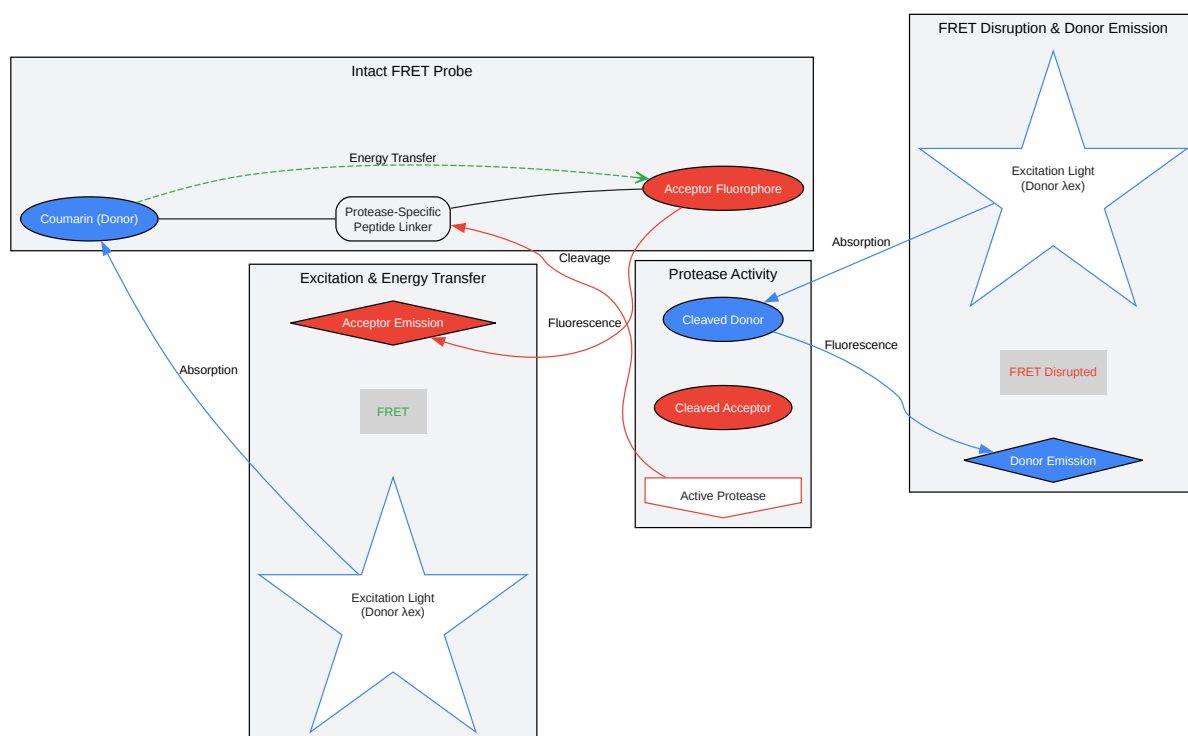 FRET Disruption & Donor Emission
Intact FRET Probe
Energy Transfer
Excitation Light
(Donor λex)
Acceptor Fluorophore
Coumarin (Donor)
Protease-Specific
Peptide Linker
Absorption
Cleavage
Excitation & Energy Transfer
Protease Activity
Acceptor Emission
Fluorescence
Cleaved Donor
Fluorescence
Absorption
FRET Disrupted
FRET
Cleaved Acceptor
Donor Emission
Active Protease
Excitation Light
(Donor λex)